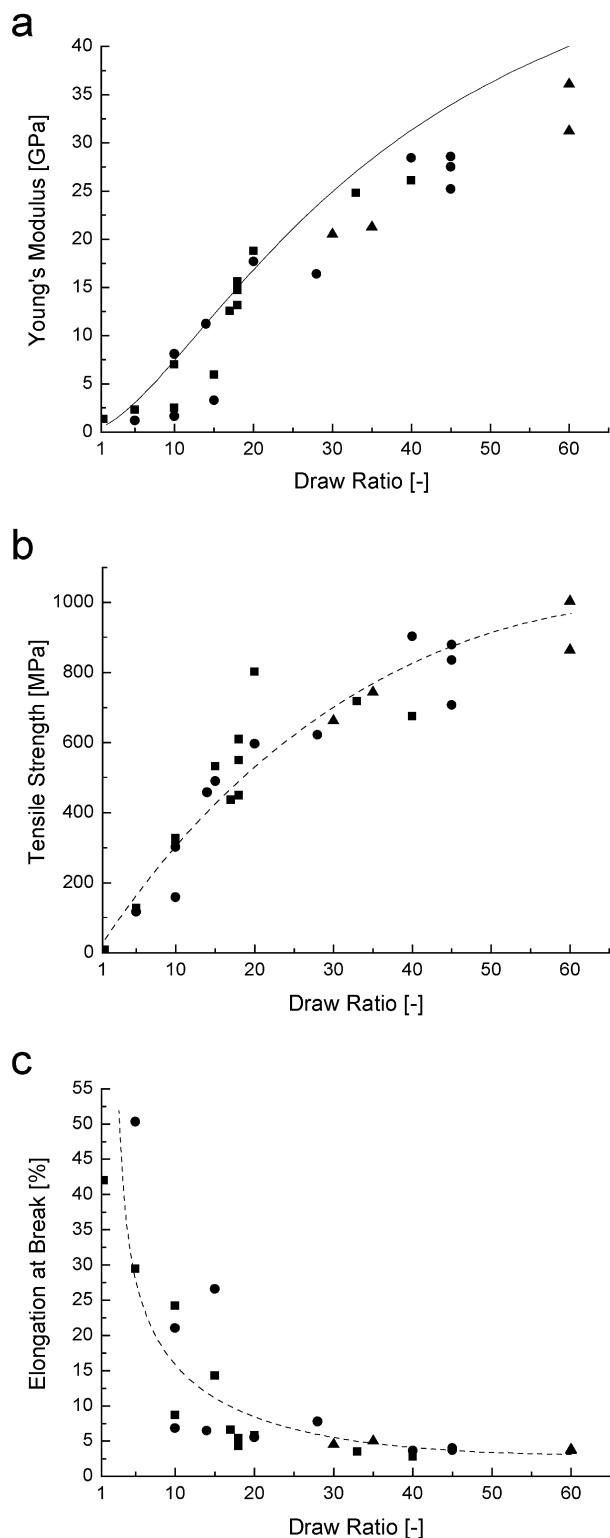 a
40
35
30
25
20
15
10
5
0
Young's Modulus [GPa]
1 10 20 30 40 50 60
Draw Ratio [-]
b
1000
800
600
400
200
0
Tensile Strength [MPa]
1 10 20 30 40 50 60
Draw Ratio [-]
c
55
50
45
40
35
30
25
20
15
10
5
0
Elongation at Break [%]
1 10 20 30 40 50 60
Draw Ratio [-]